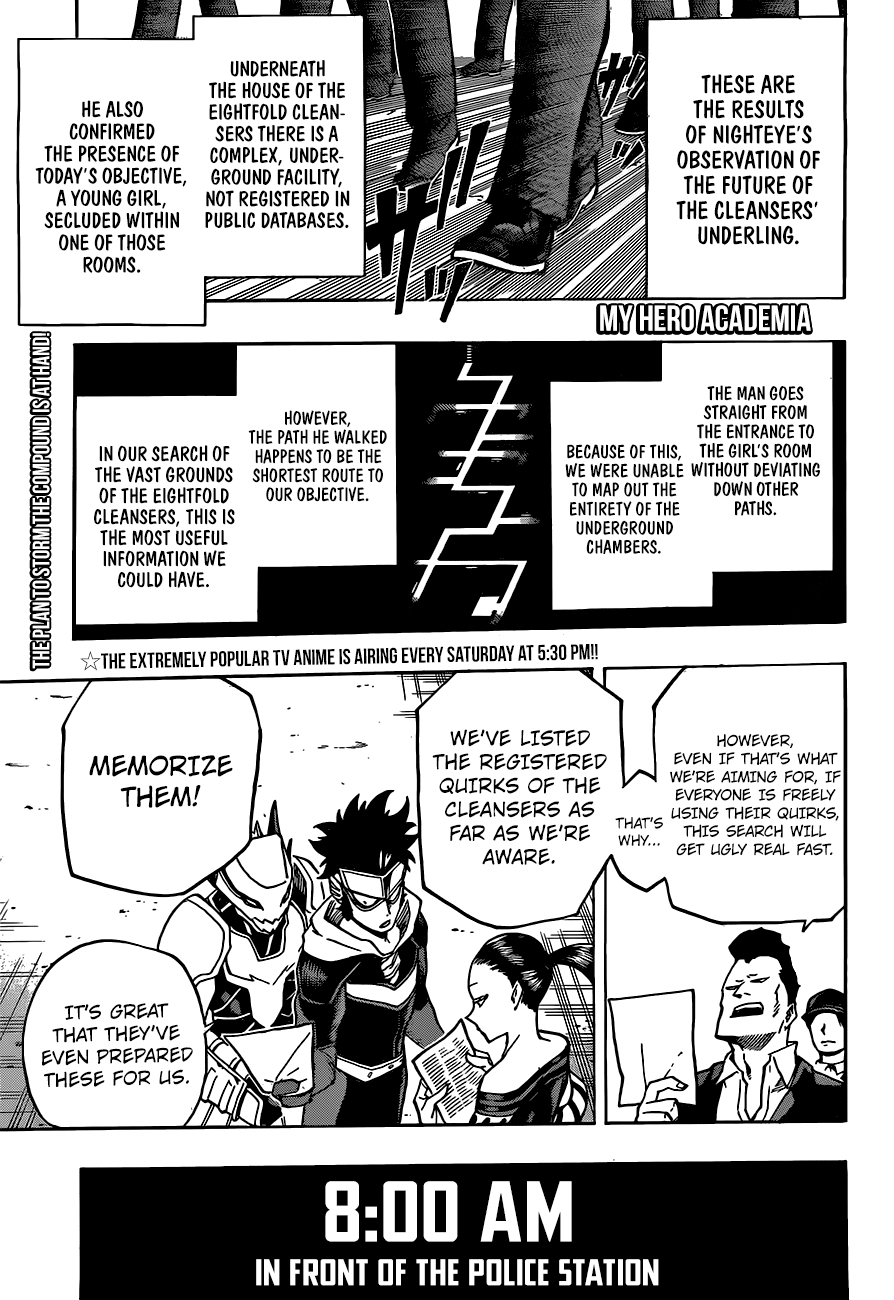 THESE ARE
THE RESULTS
OF NIGHTEYE'S
OBSERVATION OF
THE FUTURE OF
THE CLEANSERS'
UNDERLING.
UNDERNEATH
THE HOUSE OF THE
EIGHTFOLD CLEAN-
SERS THERE IS A
COMPLEX, UNDER-
GROUND FACILITY,
NOT REGISTERED IN
PUBLIC DATABASES.
HE ALSO
CONFIRMED
THE PRESENCE OF
TODAY'S OBJECTIVE,
A YOUNG GIRL,
SECLUDED WITHIN
ONE OF THOSE
ROOMS.
ザッ
ザッ
MY HERO ACADEMIA
THE PLAN TO STORM THE COMPOUND IS AT HAND!
THE MAN GOES
STRAIGHT FROM
THE ENTRANCE TO
THE GIRL'S ROOM
WITHOUT DEVIATING
DOWN OTHER
PATHS.
BECAUSE OF THIS,
WE WERE UNABLE
TO MAP OUT THE
ENTIRETY OF THE
UNDERGROUND
CHAMBERS.
HOWEVER,
THE PATH HE WALKED
HAPPENS TO BE THE
SHORTEST ROUTE TO
OUR OBJECTIVE.
IN OUR SEARCH OF
THE VAST GROUNDS
OF THE EIGHTFOLD
CLEANSERS, THIS IS
THE MOST USEFUL
INFORMATION WE
COULD HAVE.
☆THE EXTREMELY POPULAR TV ANIME IS AIRING EVERY SATURDAY AT 5:30 PM!!
HOWEVER,
EVEN IF THAT'S WHAT
WE'RE AIMING FOR, IF
EVERYONE IS FREELY
USING THEIR QUIRKS,
THIS SEARCH WILL
GET UGLY REAL FAST.
THAT'S
WHY...
WE'VE LISTED
THE REGISTERED
QUIRKS OF THE
CLEANSERS AS
FAR AS WE'RE
AWARE.
MEMORIZE
THEM!
IT'S GREAT
THAT THEY'VE
EVEN PREPARED
THESE FOR US.
8:00 AM
IN FRONT OF THE POLICE STATION